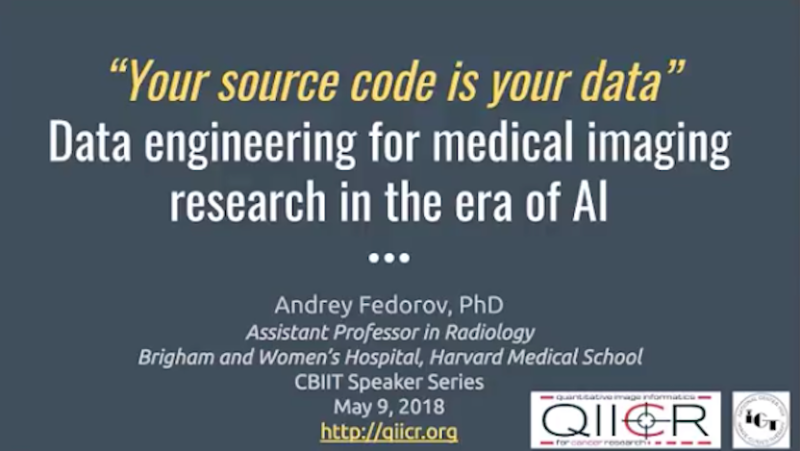 “Your source code is your data”
Data engineering for medical imaging
research in the era of AI
Andrey Fedorov, PhD
Assistant Professor in Radiology
Brigham and Women’s Hospital, Harvard Medical School
CBIIT Speaker Series
May 9, 2018
http://qiicr.org
quantitative image informatics
QIICR
for cancer research